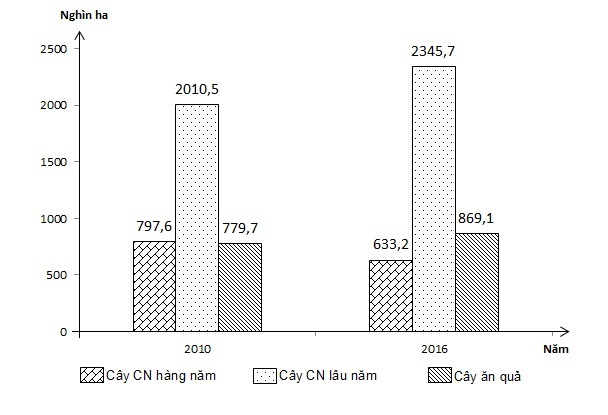 Nghìn ha
2500
2000
1500
1000
500
0
797,6
2010,5
779,7
633,2
2345,7
869,1
2010
2016
Năm
Cây CN hàng năm
Cây CN lâu năm
Cây ăn quả